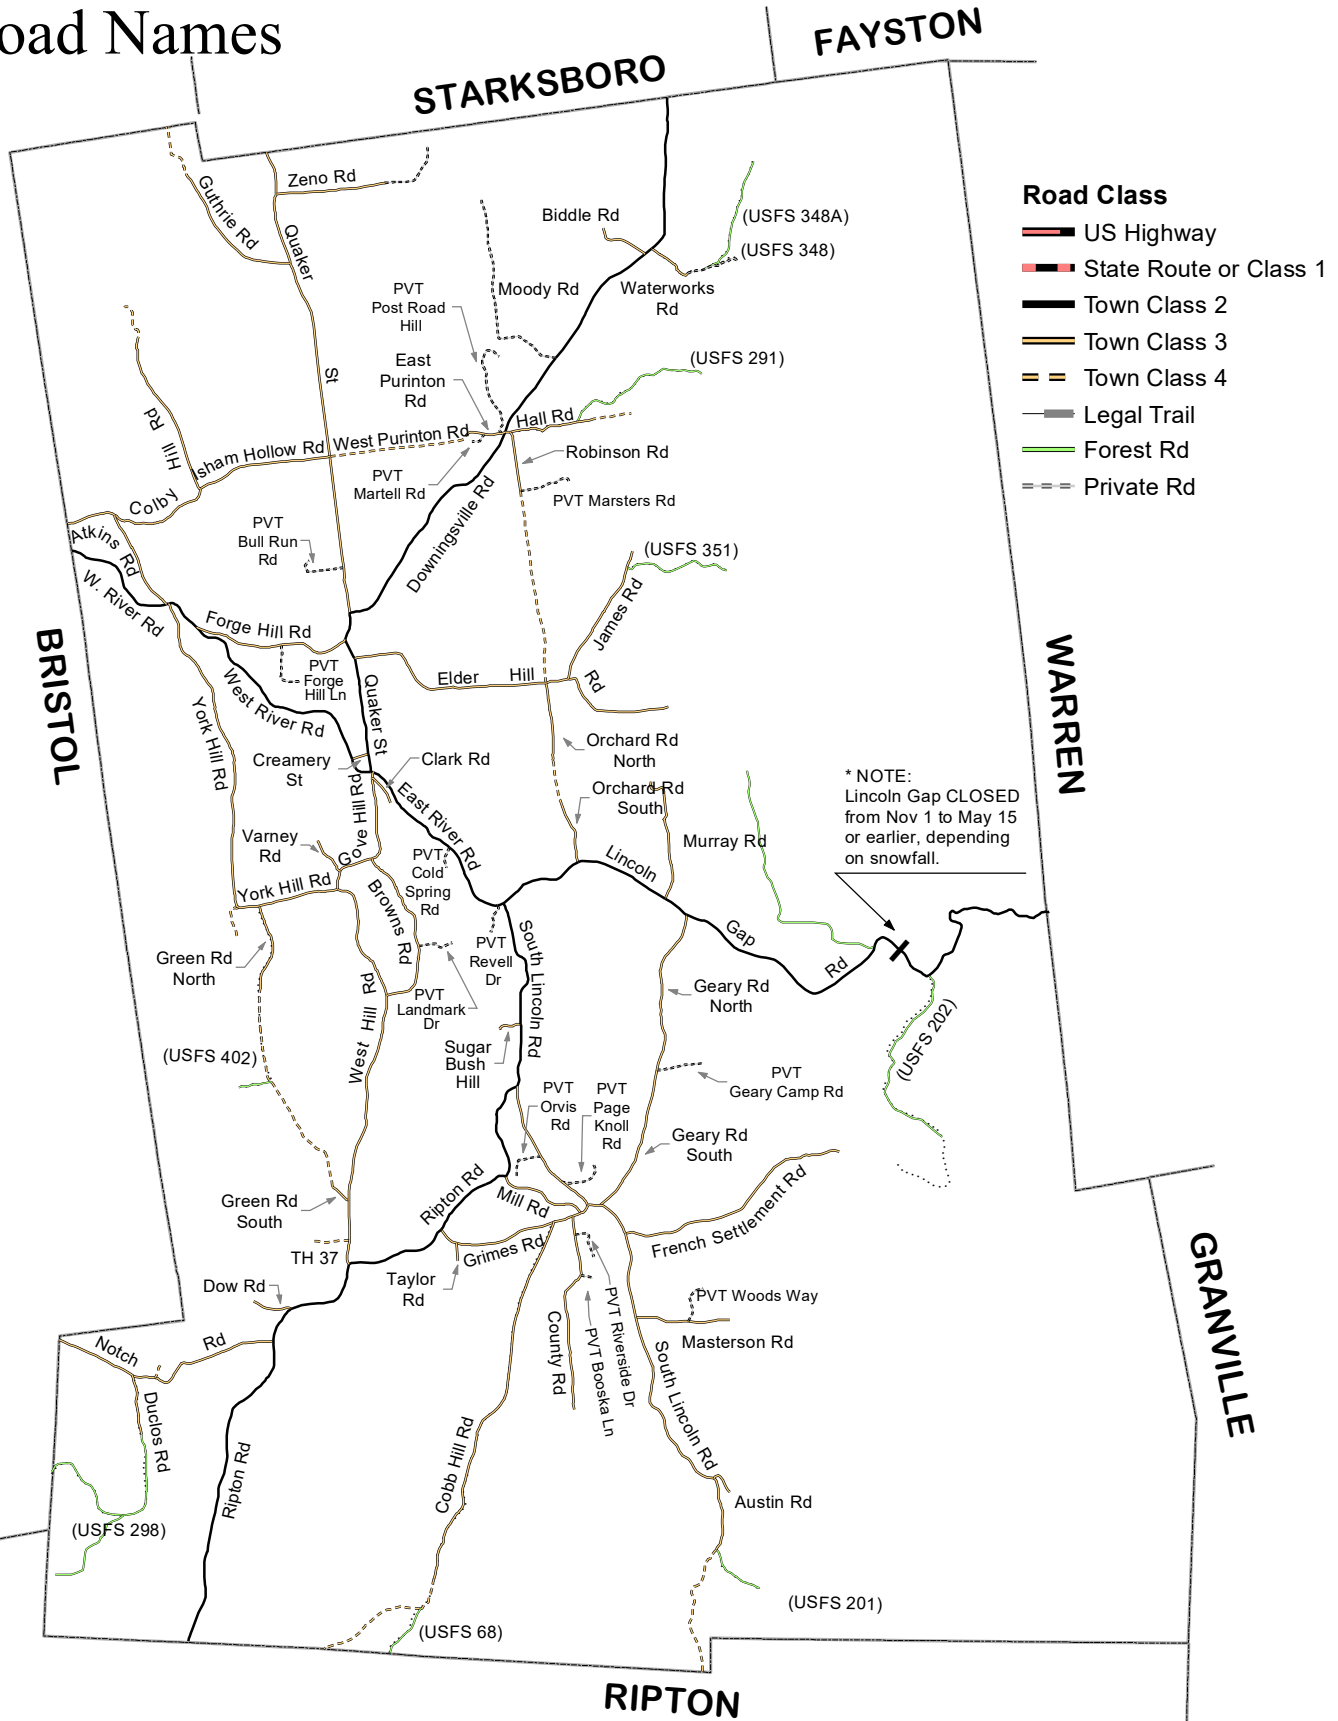 oad Names
STARKSBORO
FAYSTON
BRISTOL
WARREN
GRANVILLE
RIPTON
Road Class
US Highway
State Route or Class 1
Town Class 2
Town Class 3
Town Class 4
Legal Trail
Forest Rd
Private Rd
Zeno Rd
Guthrie Rd
Quaker
St
Biddle Rd
(USFS 348A)
(USFS 348)
Waterworks
Rd
Moody Rd
PVT
Post Road
Hill
East
Purinton
Rd
(USFS 291)
Hall Rd
West Purinton Rd
Isham Hollow Rd
Hill Rd
Colby
Robinson Rd
PVT
Martell Rd
PVT Marsters Rd
Downingsville Rd
PVT
Bull Run
Rd
Atkins Rd
W. River Rd
(USFS 351)
James Rd
Forge Hill Rd
PVT
Forge
Hill Ln
Elder Hill
Rd
West River Rd
Quaker St
York Hill Rd
Creamery
St
Clark Rd
Orchard Rd
North
Orchard Rd
South
* NOTE:
Lincoln Gap CLOSED
from Nov 1 to May 15
or earlier, depending
on snowfall.
East River Rd
Gove Hill Rd
Varney
Rd
Murray Rd
Lincoln
Gap
Rd
York Hill Rd
PVT
Cold
Spring
Rd
Browns Rd
Green Rd
North
PVT
Revell
Dr
South Lincoln Rd
PVT
Landmark
Dr
West Hill Rd
Geary Rd
North
(USFS 202)
(USFS 402)
Sugar
Bush
Hill
PVT
Orvis
Rd
PVT
Page
Knoll
Rd
PVT
Geary Camp Rd
Geary Rd
South
French Settlement Rd
Green Rd
South
Ripton Rd
Mill Rd
Grimes Rd
TH 37
Taylor
Rd
Dow Rd
PVT Woods Way
Masterson Rd
Notch
Rd
County Rd
PVT Booska Ln
PVT Riverside Dr
South Lincoln Rd
Duclos Rd
Ripton Rd
Cobb Hill Rd
Austin Rd
(USFS 298)
(USFS 201)
(USFS 68)